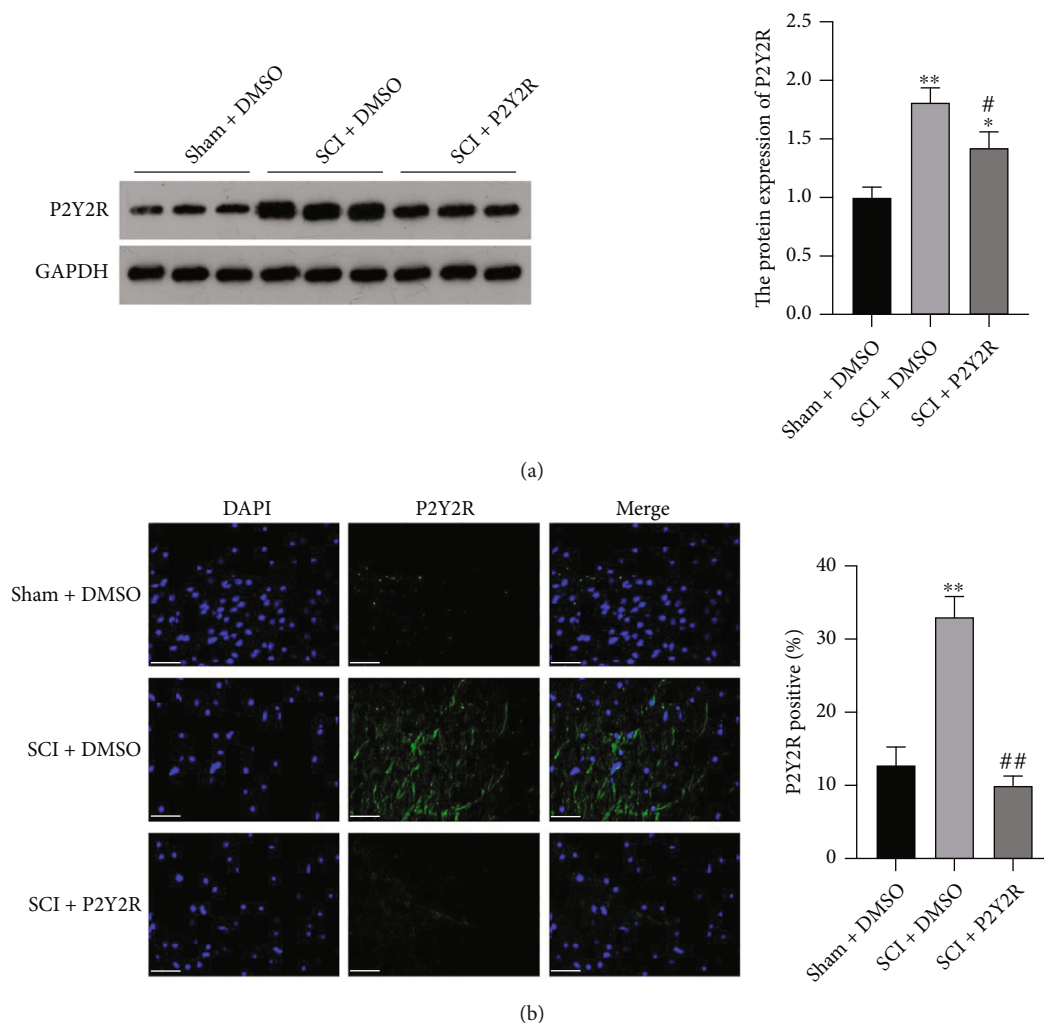 Sham + DMSO
SCI + DMSO
SCI + P2Y2R
P2Y2R
GAPDH
The protein expression of P2Y2R
2.5
2.0
1.5
1.0
0.5
0.0
**
#
*
Sham + DMSO
SCI + DMSO
SCI + P2Y2R
(a)
DAPI
P2Y2R
Merge
Sham + DMSO
SCI + DMSO
SCI + P2Y2R
P2Y2R positive (%)
40
30
20
10
0
**
##
Sham + DMSO
SCI + DMSO
SCI + P2Y2R
(b)